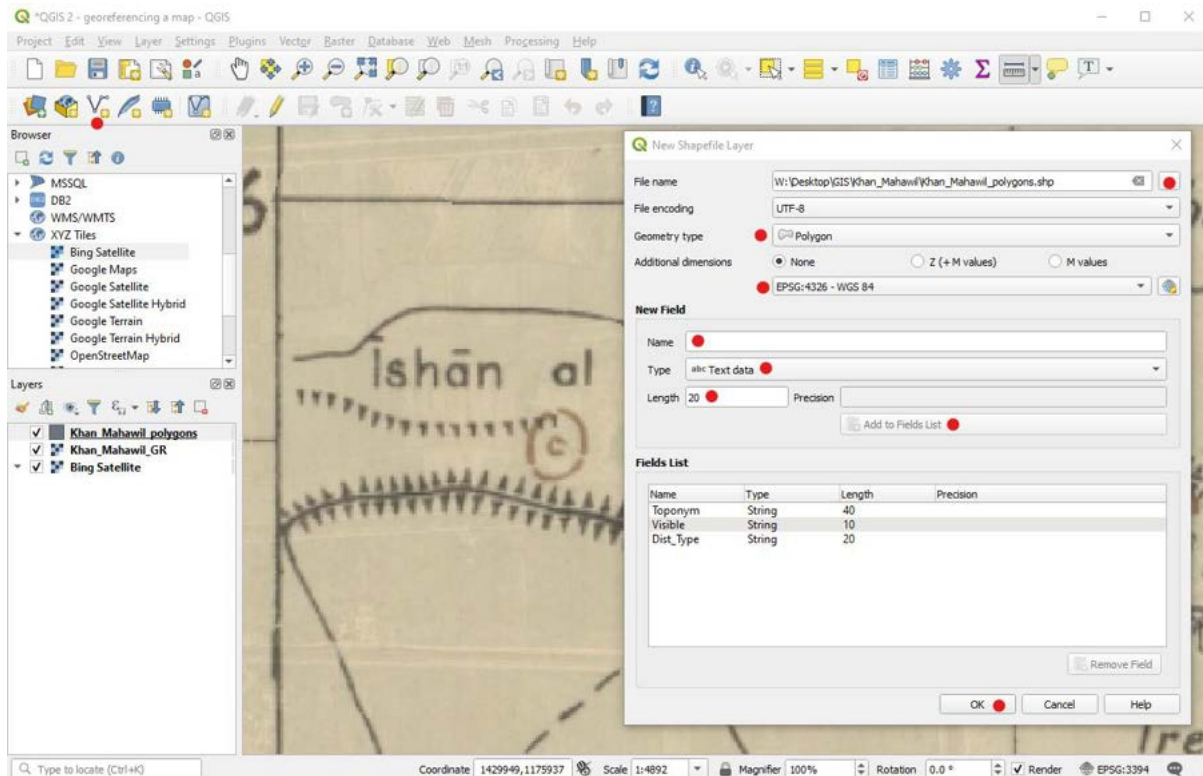 *QGIS 2 - georeferencing a map - QGIS
Project Edit View Layer Settings Plugins Vector Raster Database Web Mesh Processing Help
Browser
MSSQL
DB2
WMS/WMTS
XYZ Tiles
Bing Satellite
Google Maps
Google Satellite
Google Satellite Hybrid
Google Terrain
Google Terrain Hybrid
OpenStreetMap
Layers
Khan_Mahawil_polygons
Khan_Mahawil_GR
Bing Satellite
6
Īshān al
C
New Shapefile Layer
File name W:\Desktop\GIS\Khan_Mahawil\Khan_Mahawil_polygons.shp
File encoding UTF-8
Geometry type Polygon
Additional dimensions None Z (+ M values) M values
EPSG:4326 - WGS 84
New Field
Name
Type abc Text data
Length 20 Precision
Add to Fields List
Fields List
Name Type Length Precision
Toponym String 40
Visible String 10
Dist_Type String 20
Remove Field
OK Cancel Help
Tre
Type to locate (Ctrl+K) Coordinate 1429949,1175937 Scale 1:4892 Magnifier 100% Rotation 0.0 ° Render EPSG:3394